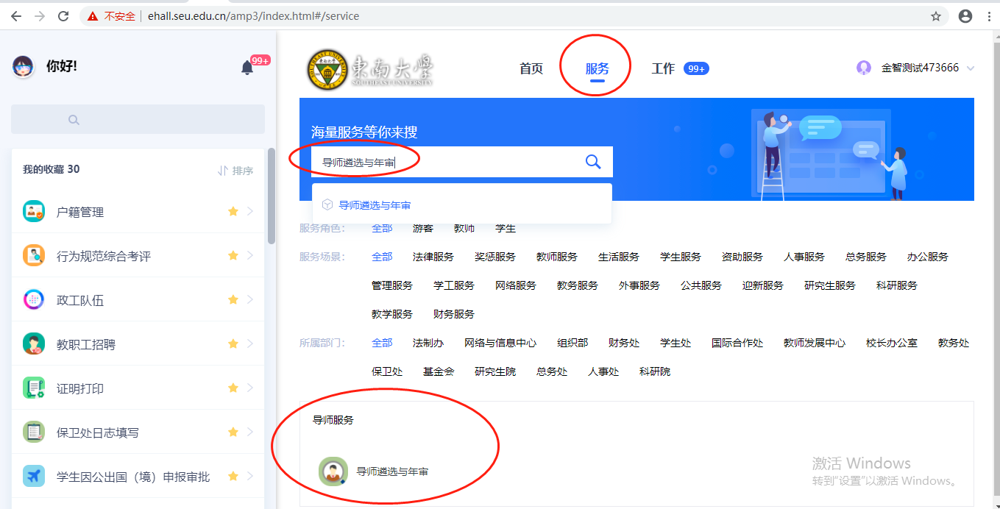 不安全 ehall.seu.edu.cn/amp3/index.html#/service
你好!
99+
我的收藏 30
排序
户籍管理
行为规范综合考评
政工队伍
教职工招聘
证明打印
保卫处日志填写
学生因公出国（境）申报审批
東南大學
SOUTHEAST UNIVERSITY
首页 服务 工作 99+
金智测试473666
海量服务等你来搜
导师遴选与年审
导师遴选与年审
服务角色： 全部 游客 教师 学生
服务场景： 全部 法律服务 奖惩服务 教师服务 生活服务 学生服务 资助服务 人事服务 总务服务 办公服务
管理服务 学工服务 网络服务 教务服务 外事服务 公共服务 迎新服务 研究生服务 科研服务
教学服务 财务服务
所属部门： 全部 法制办 网络与信息中心 组织部 财务处 学生处 国际合作处 教师发展中心 校长办公室 教务处
保卫处 基金会 研究生院 总务处 人事处 科研院
导师服务
导师遴选与年审
激活 Windows
转到"设置"以激活 Windows。